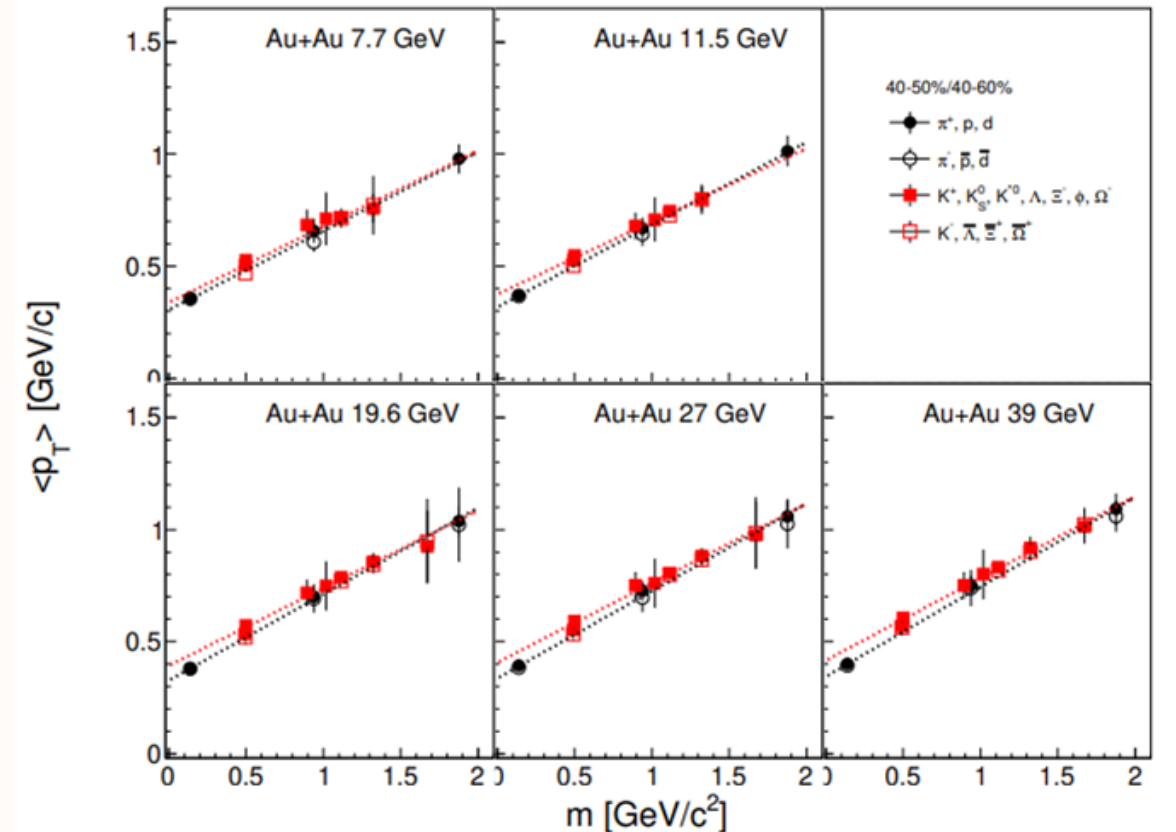 Au+Au 7.7 GeV
Au+Au 11.5 GeV
40-50%/40-60%
π⁺, p, d
π⁻, p̅, d̅
K⁺, K⁰_S, K*⁰, Λ, Ξ⁻, ϕ, Ω⁻
K⁻, Λ̅, Ξ̅⁺, Ω̅⁺
1.5
1
0.5
0
<p_T> [GeV/c]
Au+Au 19.6 GeV
Au+Au 27 GeV
Au+Au 39 GeV
1.5
1
0.5
0
0 0.5 1 1.5 2
0.5 1 1.5 2
0.5 1 1.5 2
m [GeV/c²]